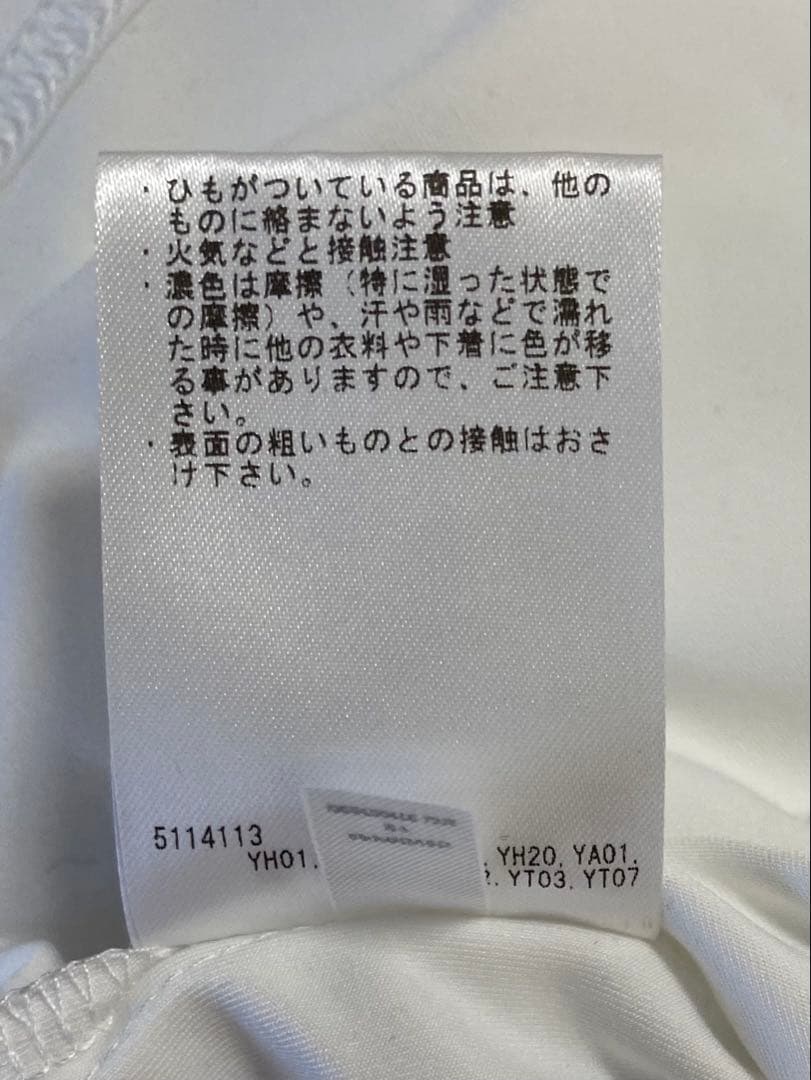 ・ひもがついている商品は、他の
ものに絡まないよう注意
・火気などと接触注意
・濃色は摩擦（特に湿った状態で
の摩擦）や、汗や雨などで濡れ
た時に他の衣料や下着に色が移
る事がありますので、ご注意下
さい。
・表面の粗いものとの接触はおさ
け下さい。
5114113
YH01. YH20. YA01.
YT03. YT07